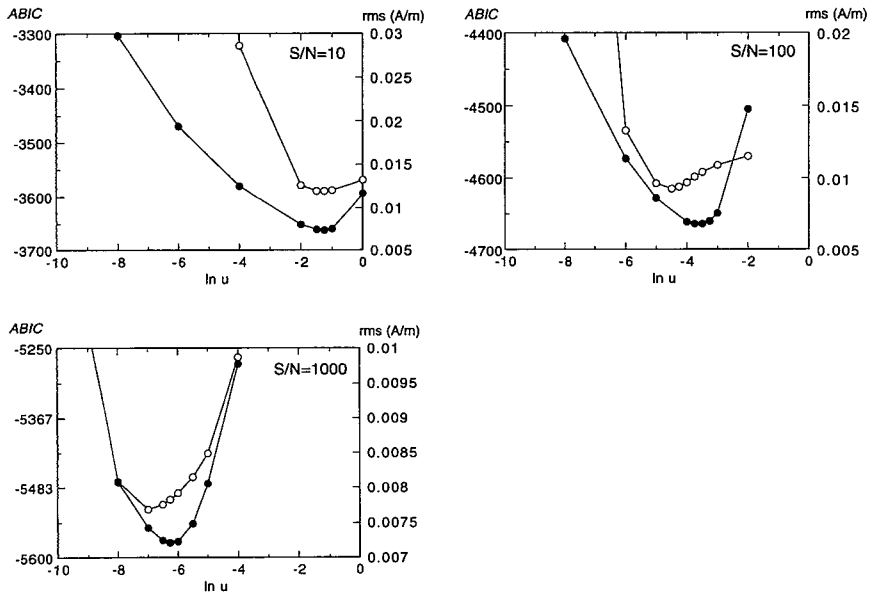 ABIC
rms (A/m)
S/N=10
-3300
-3400
-3500
-3600
-3700
0.03
0.025
0.02
0.015
0.01
0.005
-10 -8 -6 -4 -2 0
ln u
ABIC
rms (A/m)
S/N=100
-4400
-4500
-4600
-4700
0.02
0.015
0.01
0.005
-10 -8 -6 -4 -2 0
ln u
ABIC
rms (A/m)
S/N=1000
-5250
-5367
-5483
-5600
0.01
0.0095
0.009
0.0085
0.008
0.0075
0.007
-10 -8 -6 -4 -2 0
ln u